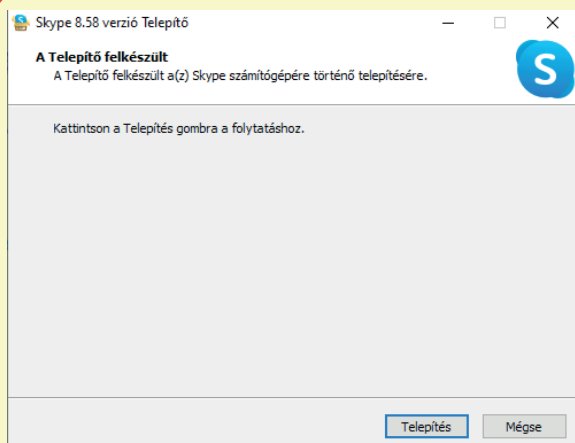 Skype 8.58 verzió Telepítő
A Telepítő felkészült
A Telepítő felkészült a(z) Skype számítógépére történő telepítésére.
S
Kattintson a Telepítés gombra a folytatáshoz.
Telepítés
Mégse